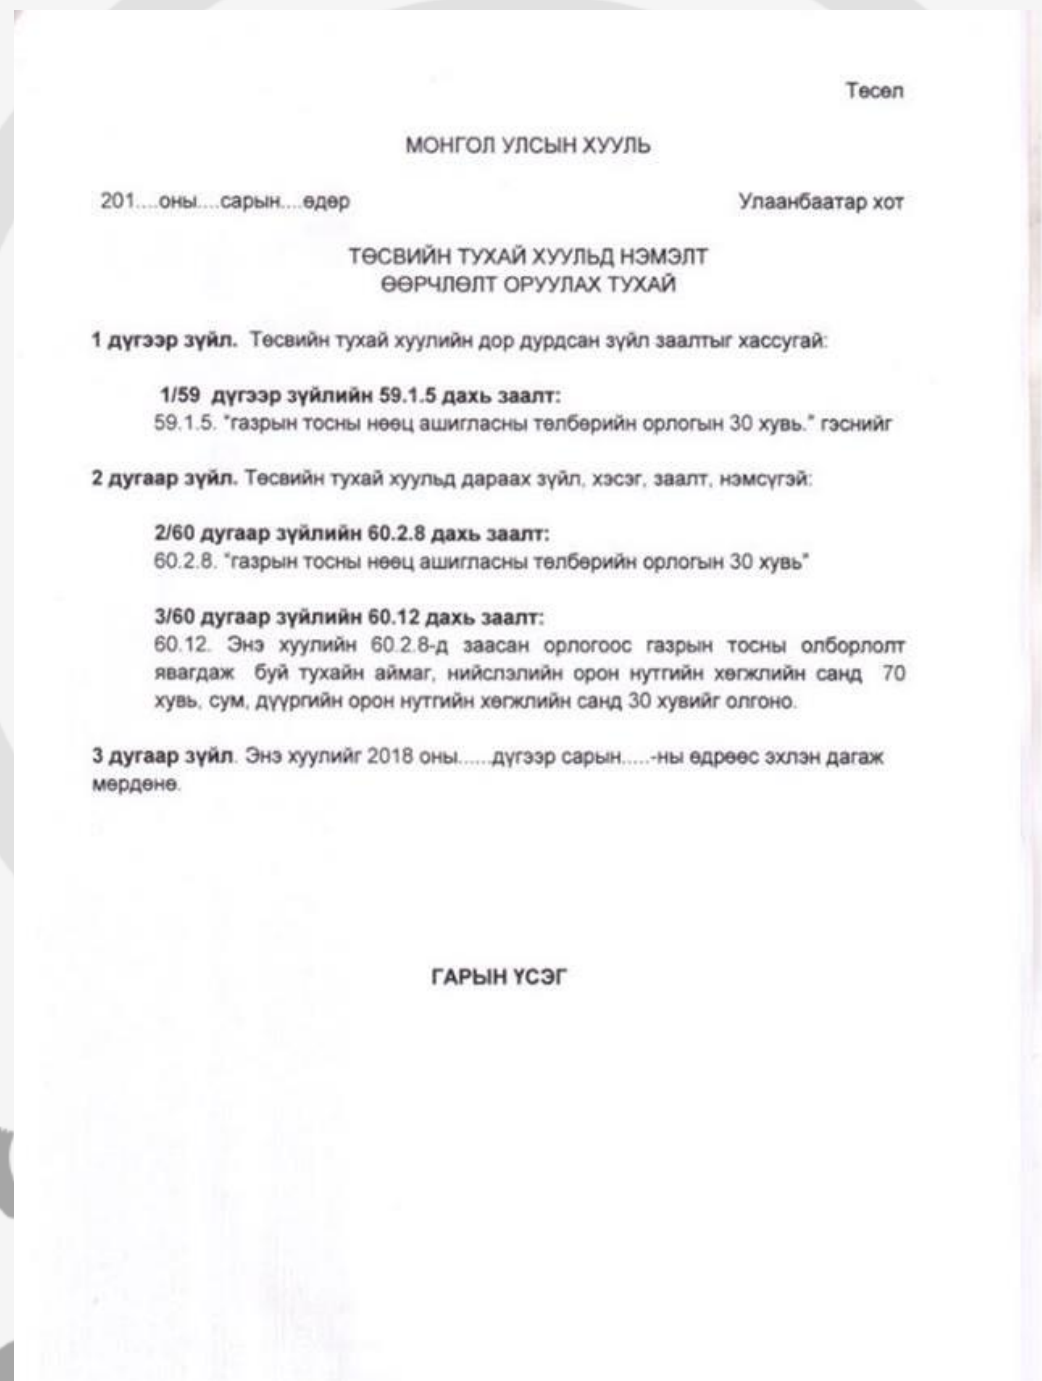 Төсөл
МОНГОЛ УЛСЫН ХУУЛЬ
201....оны....сарын....өдөр Улаанбаатар хот
ТӨСВИЙН ТУХАЙ ХУУЛЬД НЭМЭЛТ
ӨӨРЧЛӨЛТ ОРУУЛАХ ТУХАЙ
1 дүгээр зүйл. Төсвийн тухай хуулийн дор дурдсан зүйл заалтыг хассугай:
1/59 дүгээр зүйлийн 59.1.5 дахь заалт:
59.1.5. "газрын тосны нөөц ашигласны төлбөрийн орлогын 30 хувь." гэснийг
2 дугаар зүйл. Төсвийн тухай хуульд дараах зүйл, хэсэг, заалт, нэмсүгэй:
2/60 дугаар зүйлийн 60.2.8 дахь заалт:
60.2.8. "газрын тосны нөөц ашигласны төлбөрийн орлогын 30 хувь"
3/60 дугаар зүйлийн 60.12 дахь заалт:
60.12. Энэ хуулийн 60.2.8-д заасан орлогоос газрын тосны олборлолт
явагдаж буй тухайн аймаг, нийслэлийн орон нутгийн хөгжлийн санд 70
хувь, сум, дүүргийн орон нутгийн хөгжлийн санд 30 хувийг олгоно.
3 дугаар зүйл. Энэ хуулийг 2018 оны......дүгээр сарын.....-ны өдрөөс эхлэн дагаж
мөрдөнө.
ГАРЫН ҮСЭГ